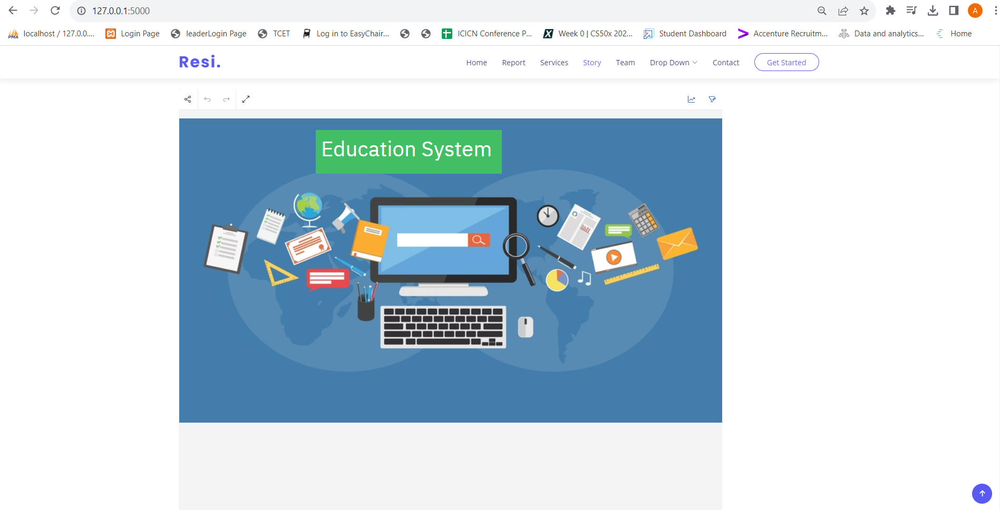 127.0.0.1:5000
A
localhost / 127.0.0.... Login Page leaderLogin Page TCET Log in to EasyChair... ICICN Conference P... Week 0 | CS50x 202... Student Dashboard Accenture Recruitm... Data and analytics... Home
Resi. Home Report Services Story Team Drop Down Contact Get Started
Education System